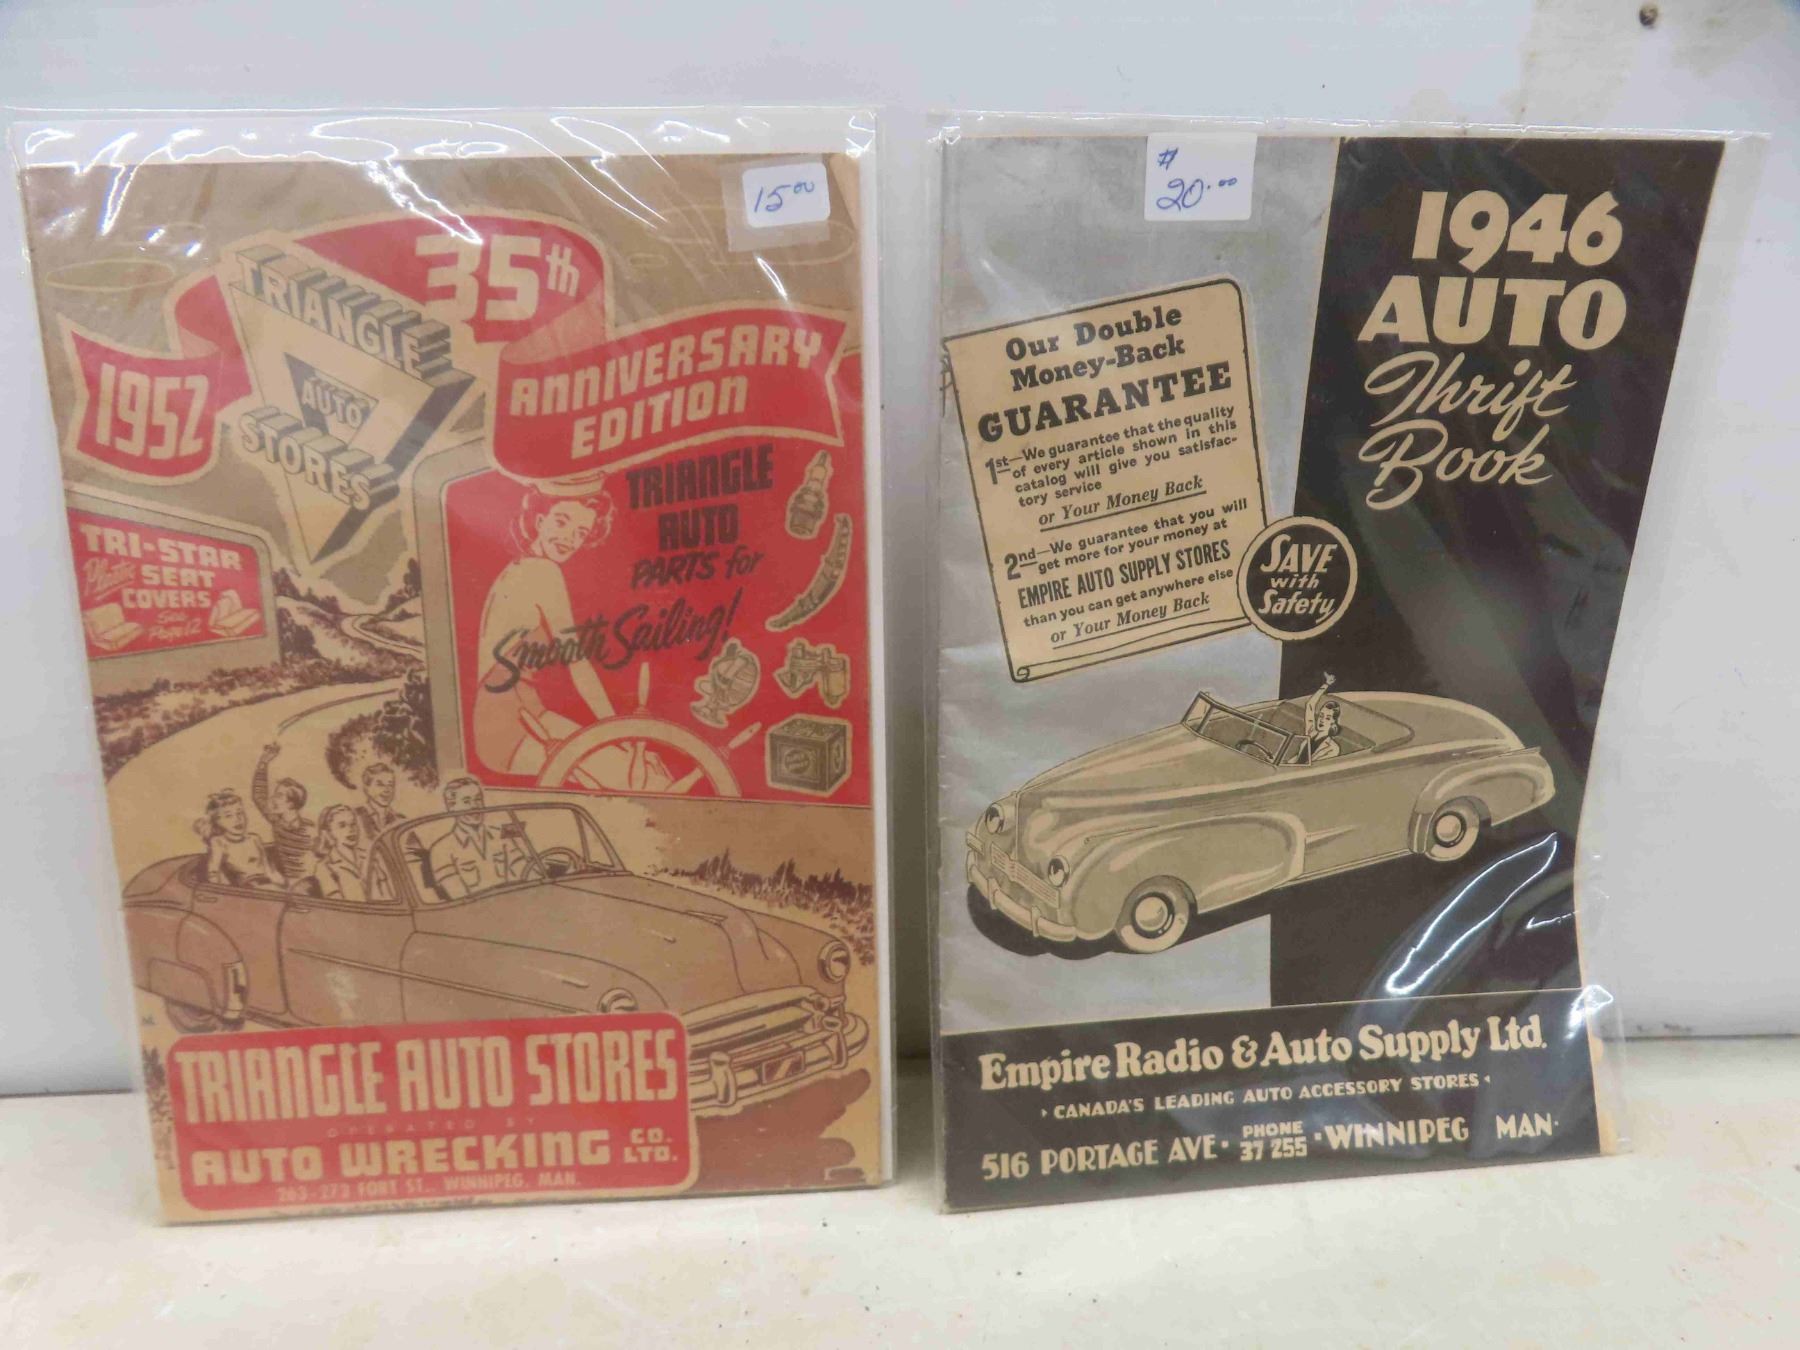 15.00
35th
TRIANGLE
AUTO
STORES
1952
ANNIVERSARY
EDITION
TRI-STAR
Plastic SEAT
COVERS
See
Page 12
TRIANGLE
AUTO
PARTS for
Smooth Sailing!
TRIANGLE AUTO STORES
OPERATED BY
AUTO WRECKING CO. LTD.
263-273 FORT ST., WINNIPEG, MAN.
$
20.00
1946
AUTO
Thrift
Book
Our Double
Money-Back
GUARANTEE
1st—We guarantee that the quality
of every article shown in this
catalog will give you satisfac-
tory service
or Your Money Back
2nd—We guarantee that you will
get more for your money at
EMPIRE AUTO SUPPLY STORES
than you can get anywhere else
or Your Money Back
SAVE
with
Safety
Empire Radio & Auto Supply Ltd.
CANADA'S LEADING AUTO ACCESSORY STORES
516 PORTAGE AVE · PHONE 37 255 · WINNIPEG MAN·